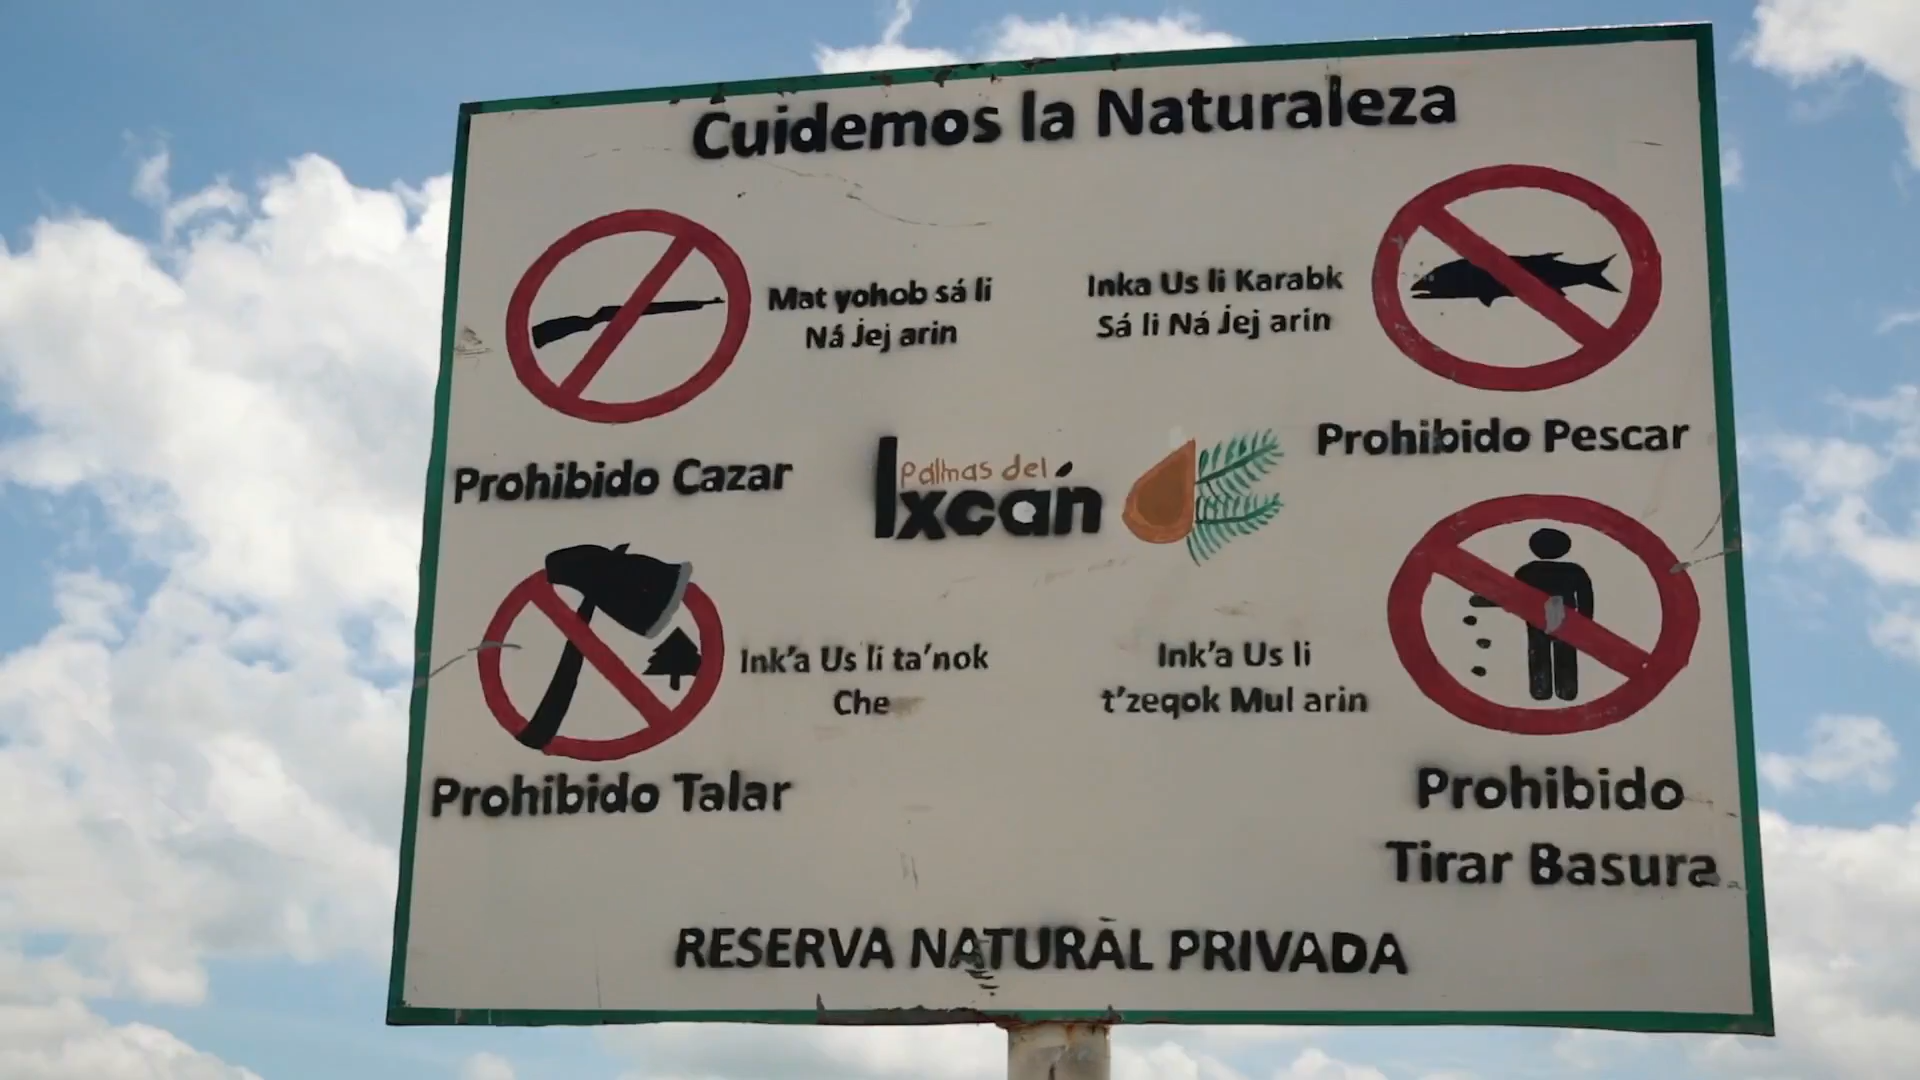 Cuidemos la Naturaleza
Mat yohob sá li
Ná jej arin
Prohibido Cazar
Inka Us li Karabk
Sá li Ná jej arin
Prohibido Pescar
Palmas del
Ixcán
Ink'a Us li ta'nok
Che
Prohibido Talar
Ink'a Us li
t'zeqok Mul arin
Prohibido
Tirar Basura
RESERVA NATURAL PRIVADA